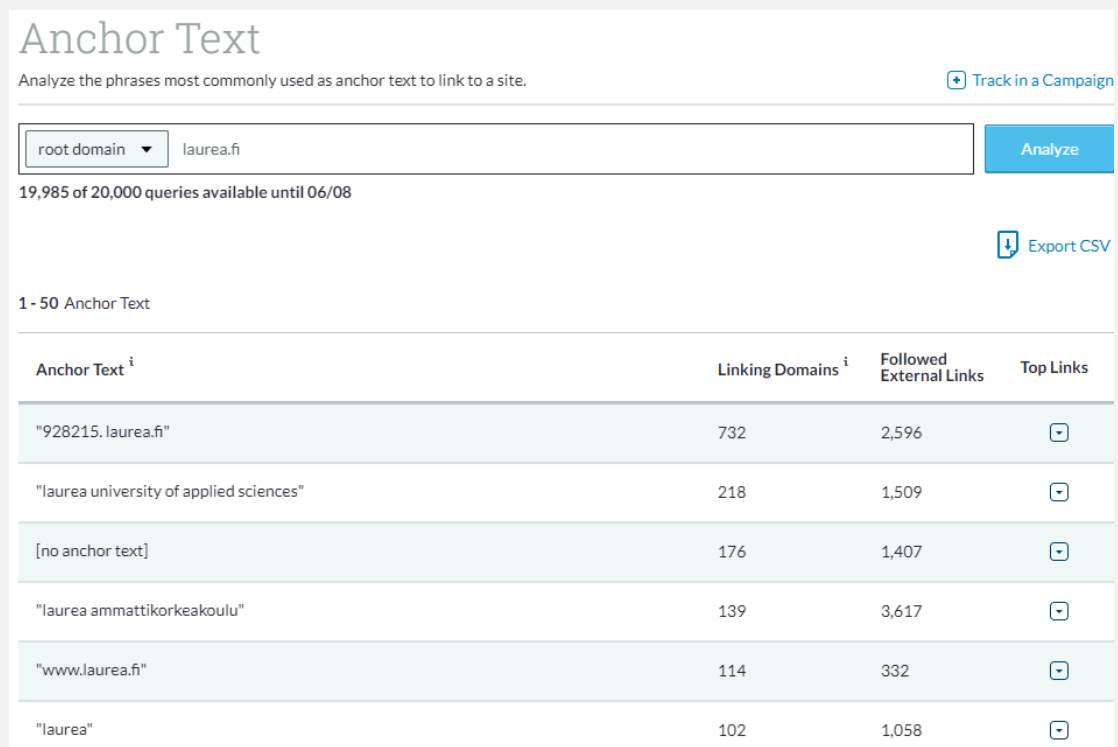 Anchor Text
Analyze the phrases most commonly used as anchor text to link to a site.
Track in a Campaign
root domain laurea.fi Analyze
19,985 of 20,000 queries available until 06/08
Export CSV
1 - 50 Anchor Text
Anchor Text i Linking Domains i Followed External Links Top Links
"928215. laurea.fi" 732 2,596
"laurea university of applied sciences" 218 1,509
[no anchor text] 176 1,407
"laurea ammattikorkeakoulu" 139 3,617
"www.laurea.fi" 114 332
"laurea" 102 1,058